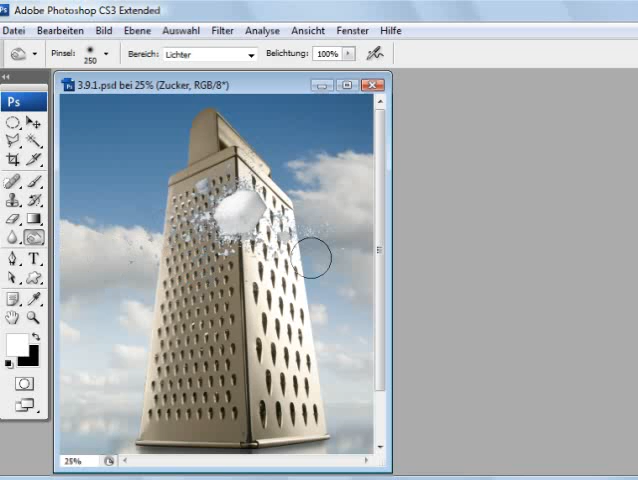 Adobe Photoshop CS3 Extended
Datei Bearbeiten Bild Ebene Auswahl Filter Analyse Ansicht Fenster Hilfe
Pinsel: 250 Bereich: Lichter Belichtung: 100%
3.9.1.psd bei 25% (Zucker, RGB/8*)
Ps
T
25%